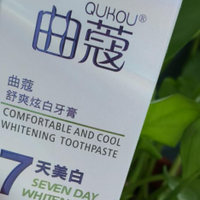 QUKOU®
曲蔻
曲蔻
舒爽炫白牙膏
COMFORTABLE AND COOL
WHITENING TOOTHPASTE
7天美白
SEVEN DAY